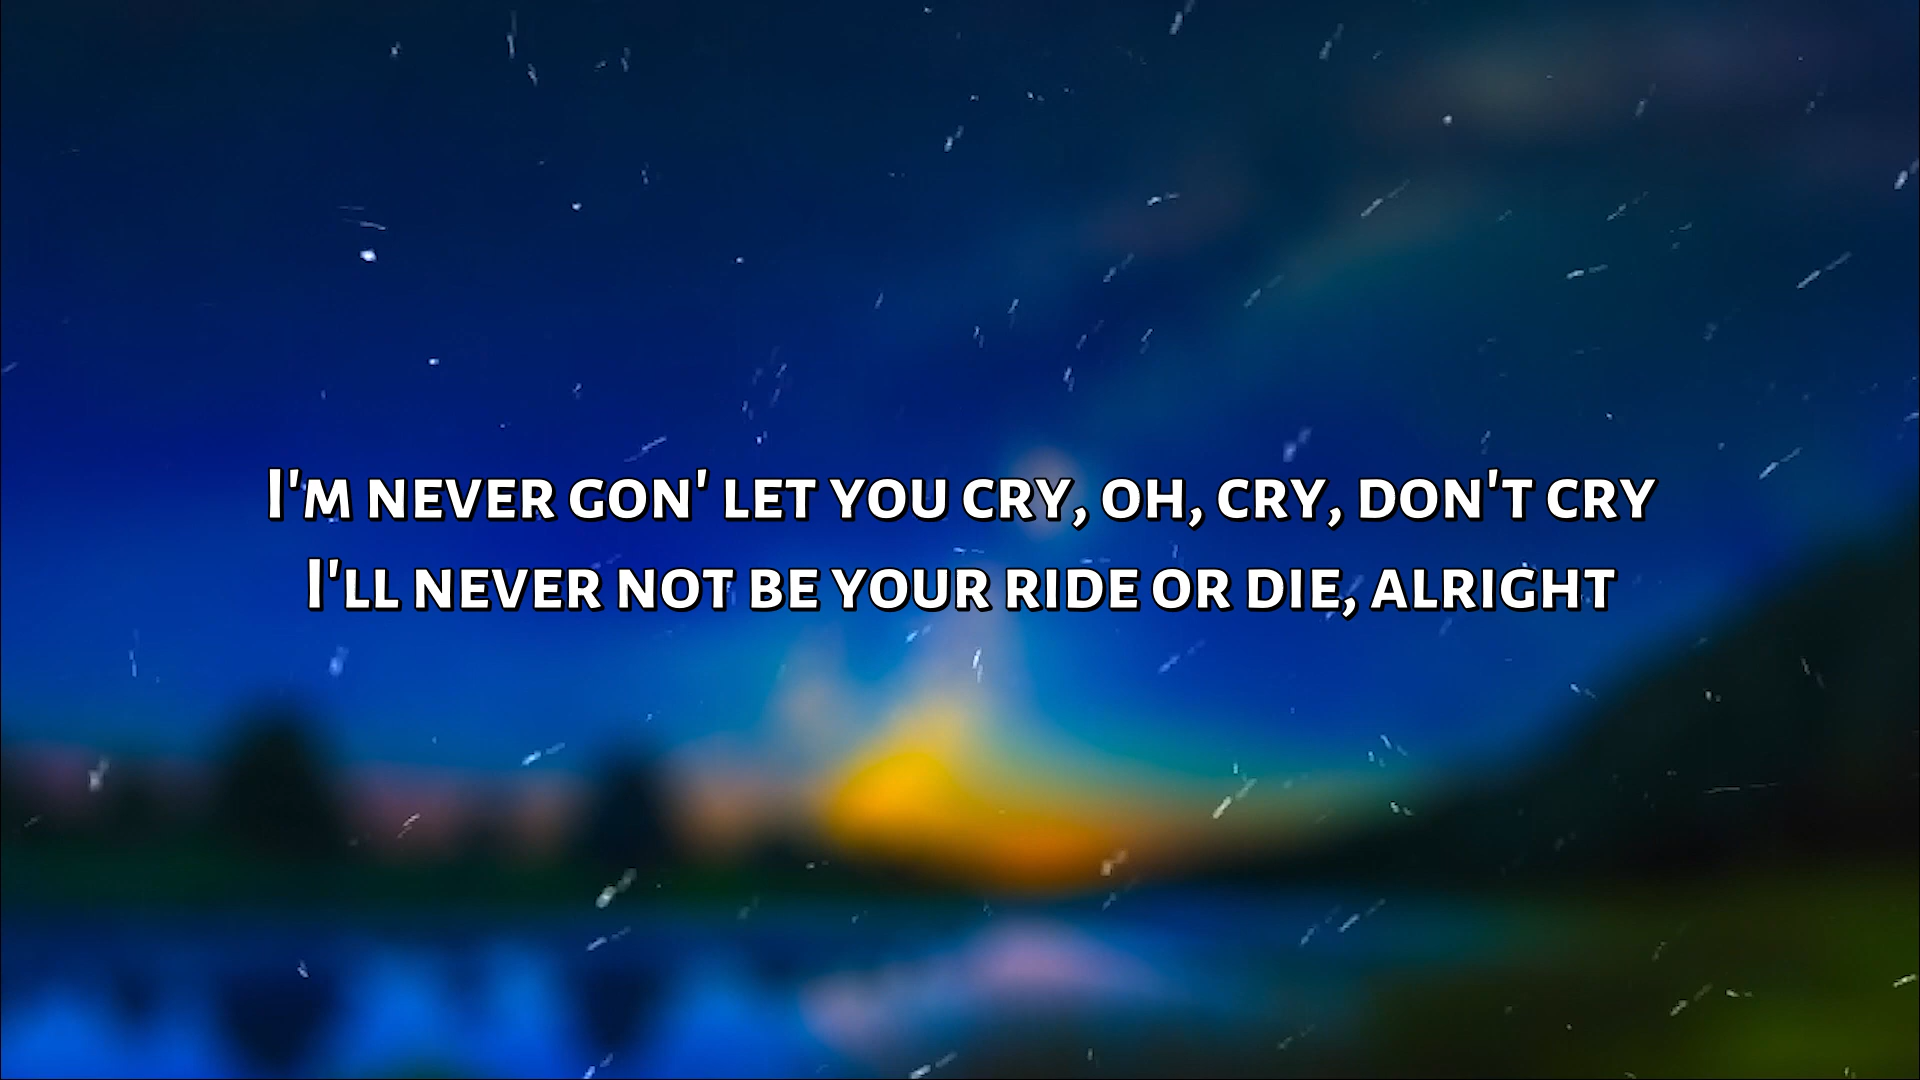 I'm never gon' let you cry, oh, cry, don't cry
I'll never not be your ride or die, alright